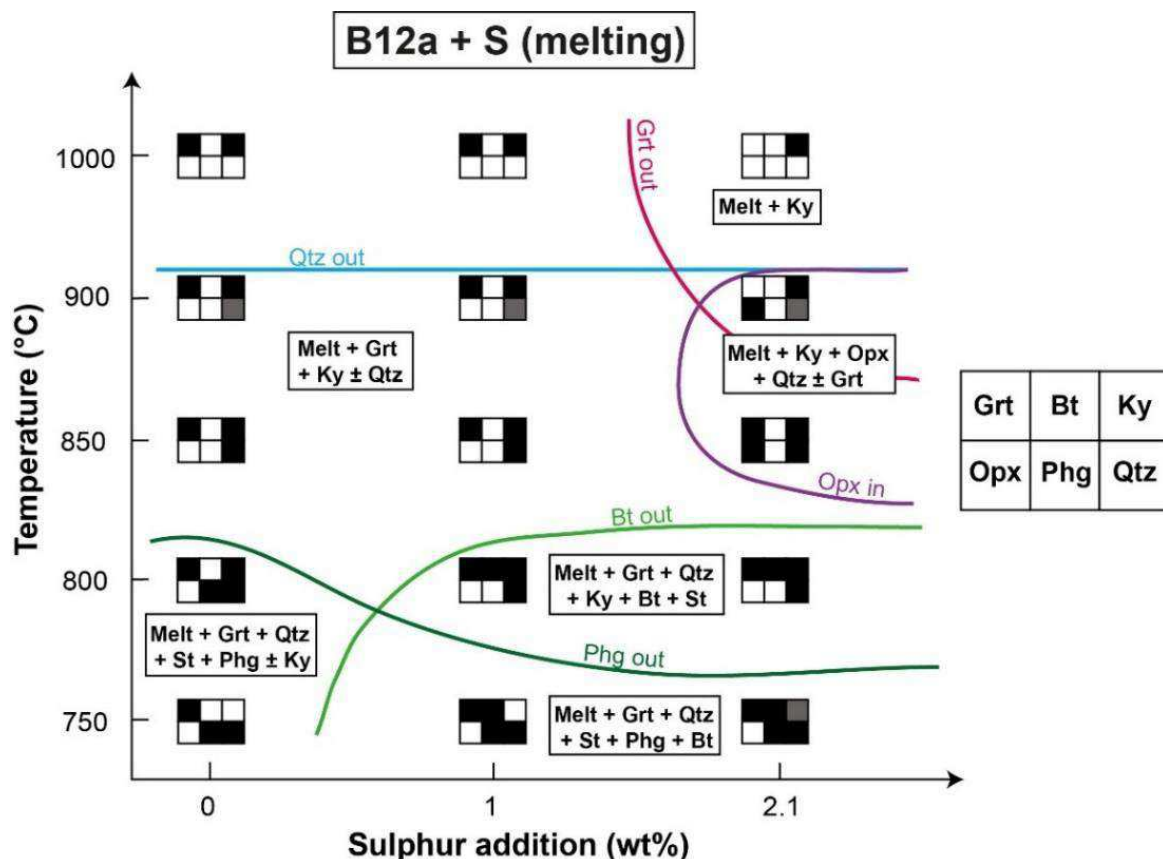 B12a + S (melting)
Temperature (°C)
1000
900
850
800
750
Grt out
Melt + Ky
Qtz out
Melt + Grt
+ Ky ± Qtz
Melt + Ky + Opx
+ Qtz ± Grt
Opx in
Bt out
Melt + Grt + Qtz
+ Ky + Bt + St
Melt + Grt + Qtz
+ St + Phg ± Ky
Phg out
Melt + Grt + Qtz
+ St + Phg + Bt
0 1 2.1
Sulphur addition (wt%)
Grt Bt Ky
Opx Phg Qtz